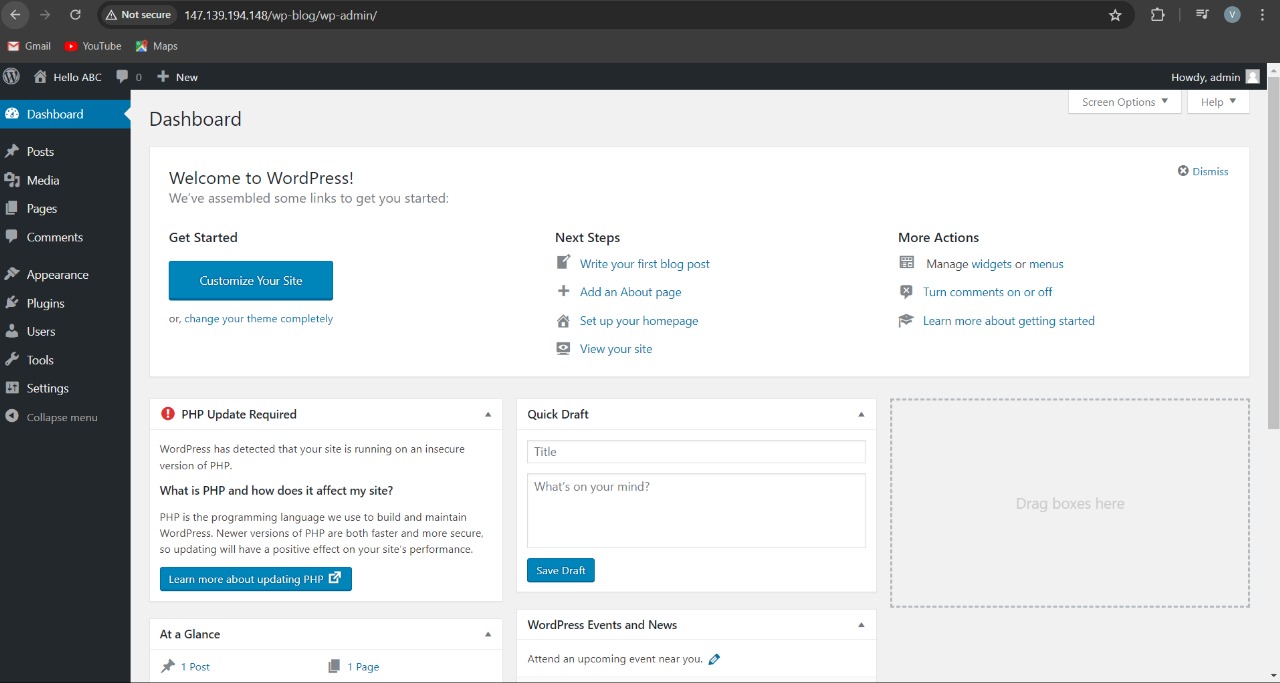 Not secure
147.139.194.148/wp-blog/wp-admin/
V
Gmail
YouTube
Maps
Hello ABC
0
New
Howdy, admin
Dashboard
Posts
Media
Pages
Comments
Appearance
Plugins
Users
Tools
Settings
Collapse menu
Screen Options
Help
Dashboard
Welcome to WordPress!
Dismiss
We've assembled some links to get you started:
Get Started
Customize Your Site
or, change your theme completely
Next Steps
Write your first blog post
Add an About page
Set up your homepage
View your site
More Actions
Manage widgets or menus
Turn comments on or off
Learn more about getting started
PHP Update Required
WordPress has detected that your site is running on an insecure
version of PHP.
What is PHP and how does it affect my site?
PHP is the programming language we use to build and maintain
WordPress. Newer versions of PHP are both faster and more secure,
so updating will have a positive effect on your site's performance.
Learn more about updating PHP
At a Glance
1 Post
1 Page
Quick Draft
Title
What's on your mind?
Save Draft
WordPress Events and News
Attend an upcoming event near you.
Drag boxes here